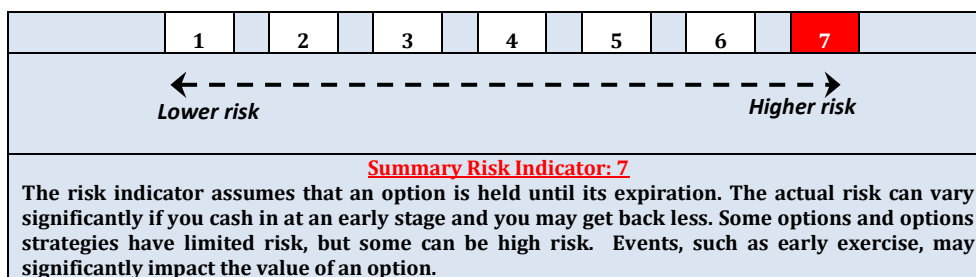 1 2 3 4 5 6 7
Lower risk Higher risk
Summary Risk Indicator: 7
The risk indicator assumes that an option is held until its expiration. The actual risk can vary
significantly if you cash in at an early stage and you may get back less. Some options and options
strategies have limited risk, but some can be high risk. Events, such as early exercise, may
significantly impact the value of an option.